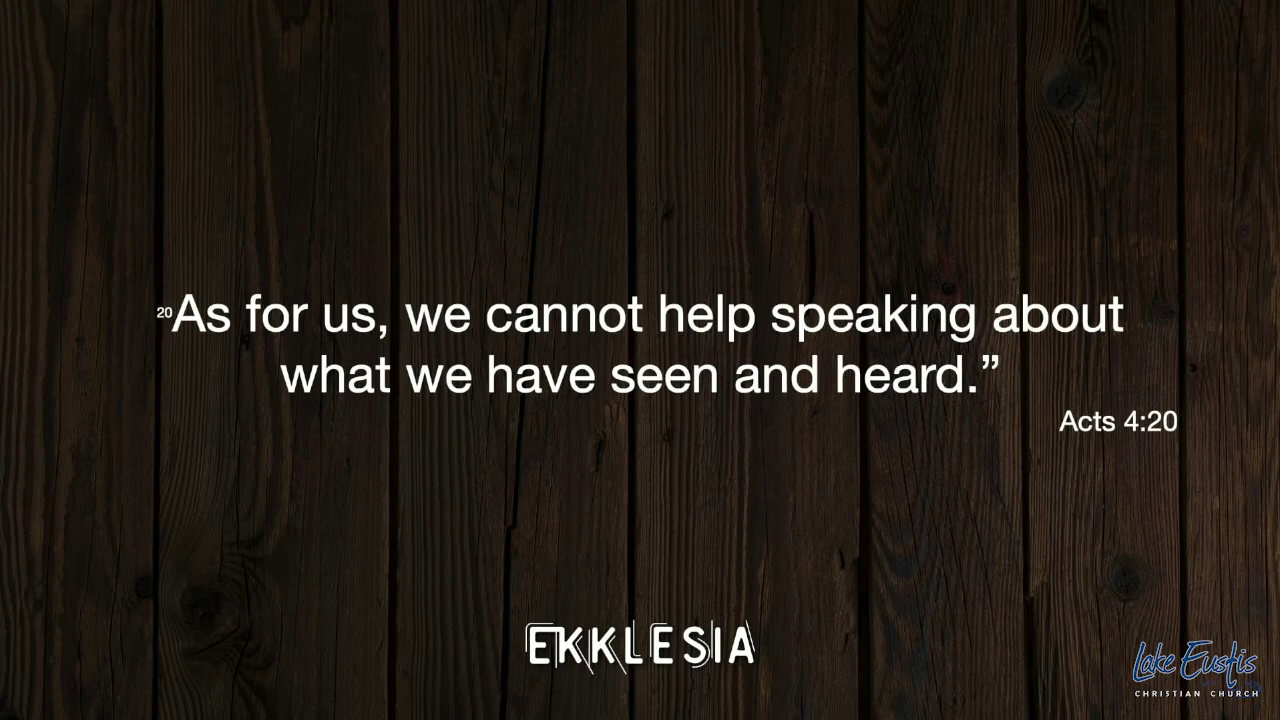 20As for us, we cannot help speaking about
what we have seen and heard.”
Acts 4:20
EKKLESIA
Lake Eustis
CHRISTIAN CHURCH